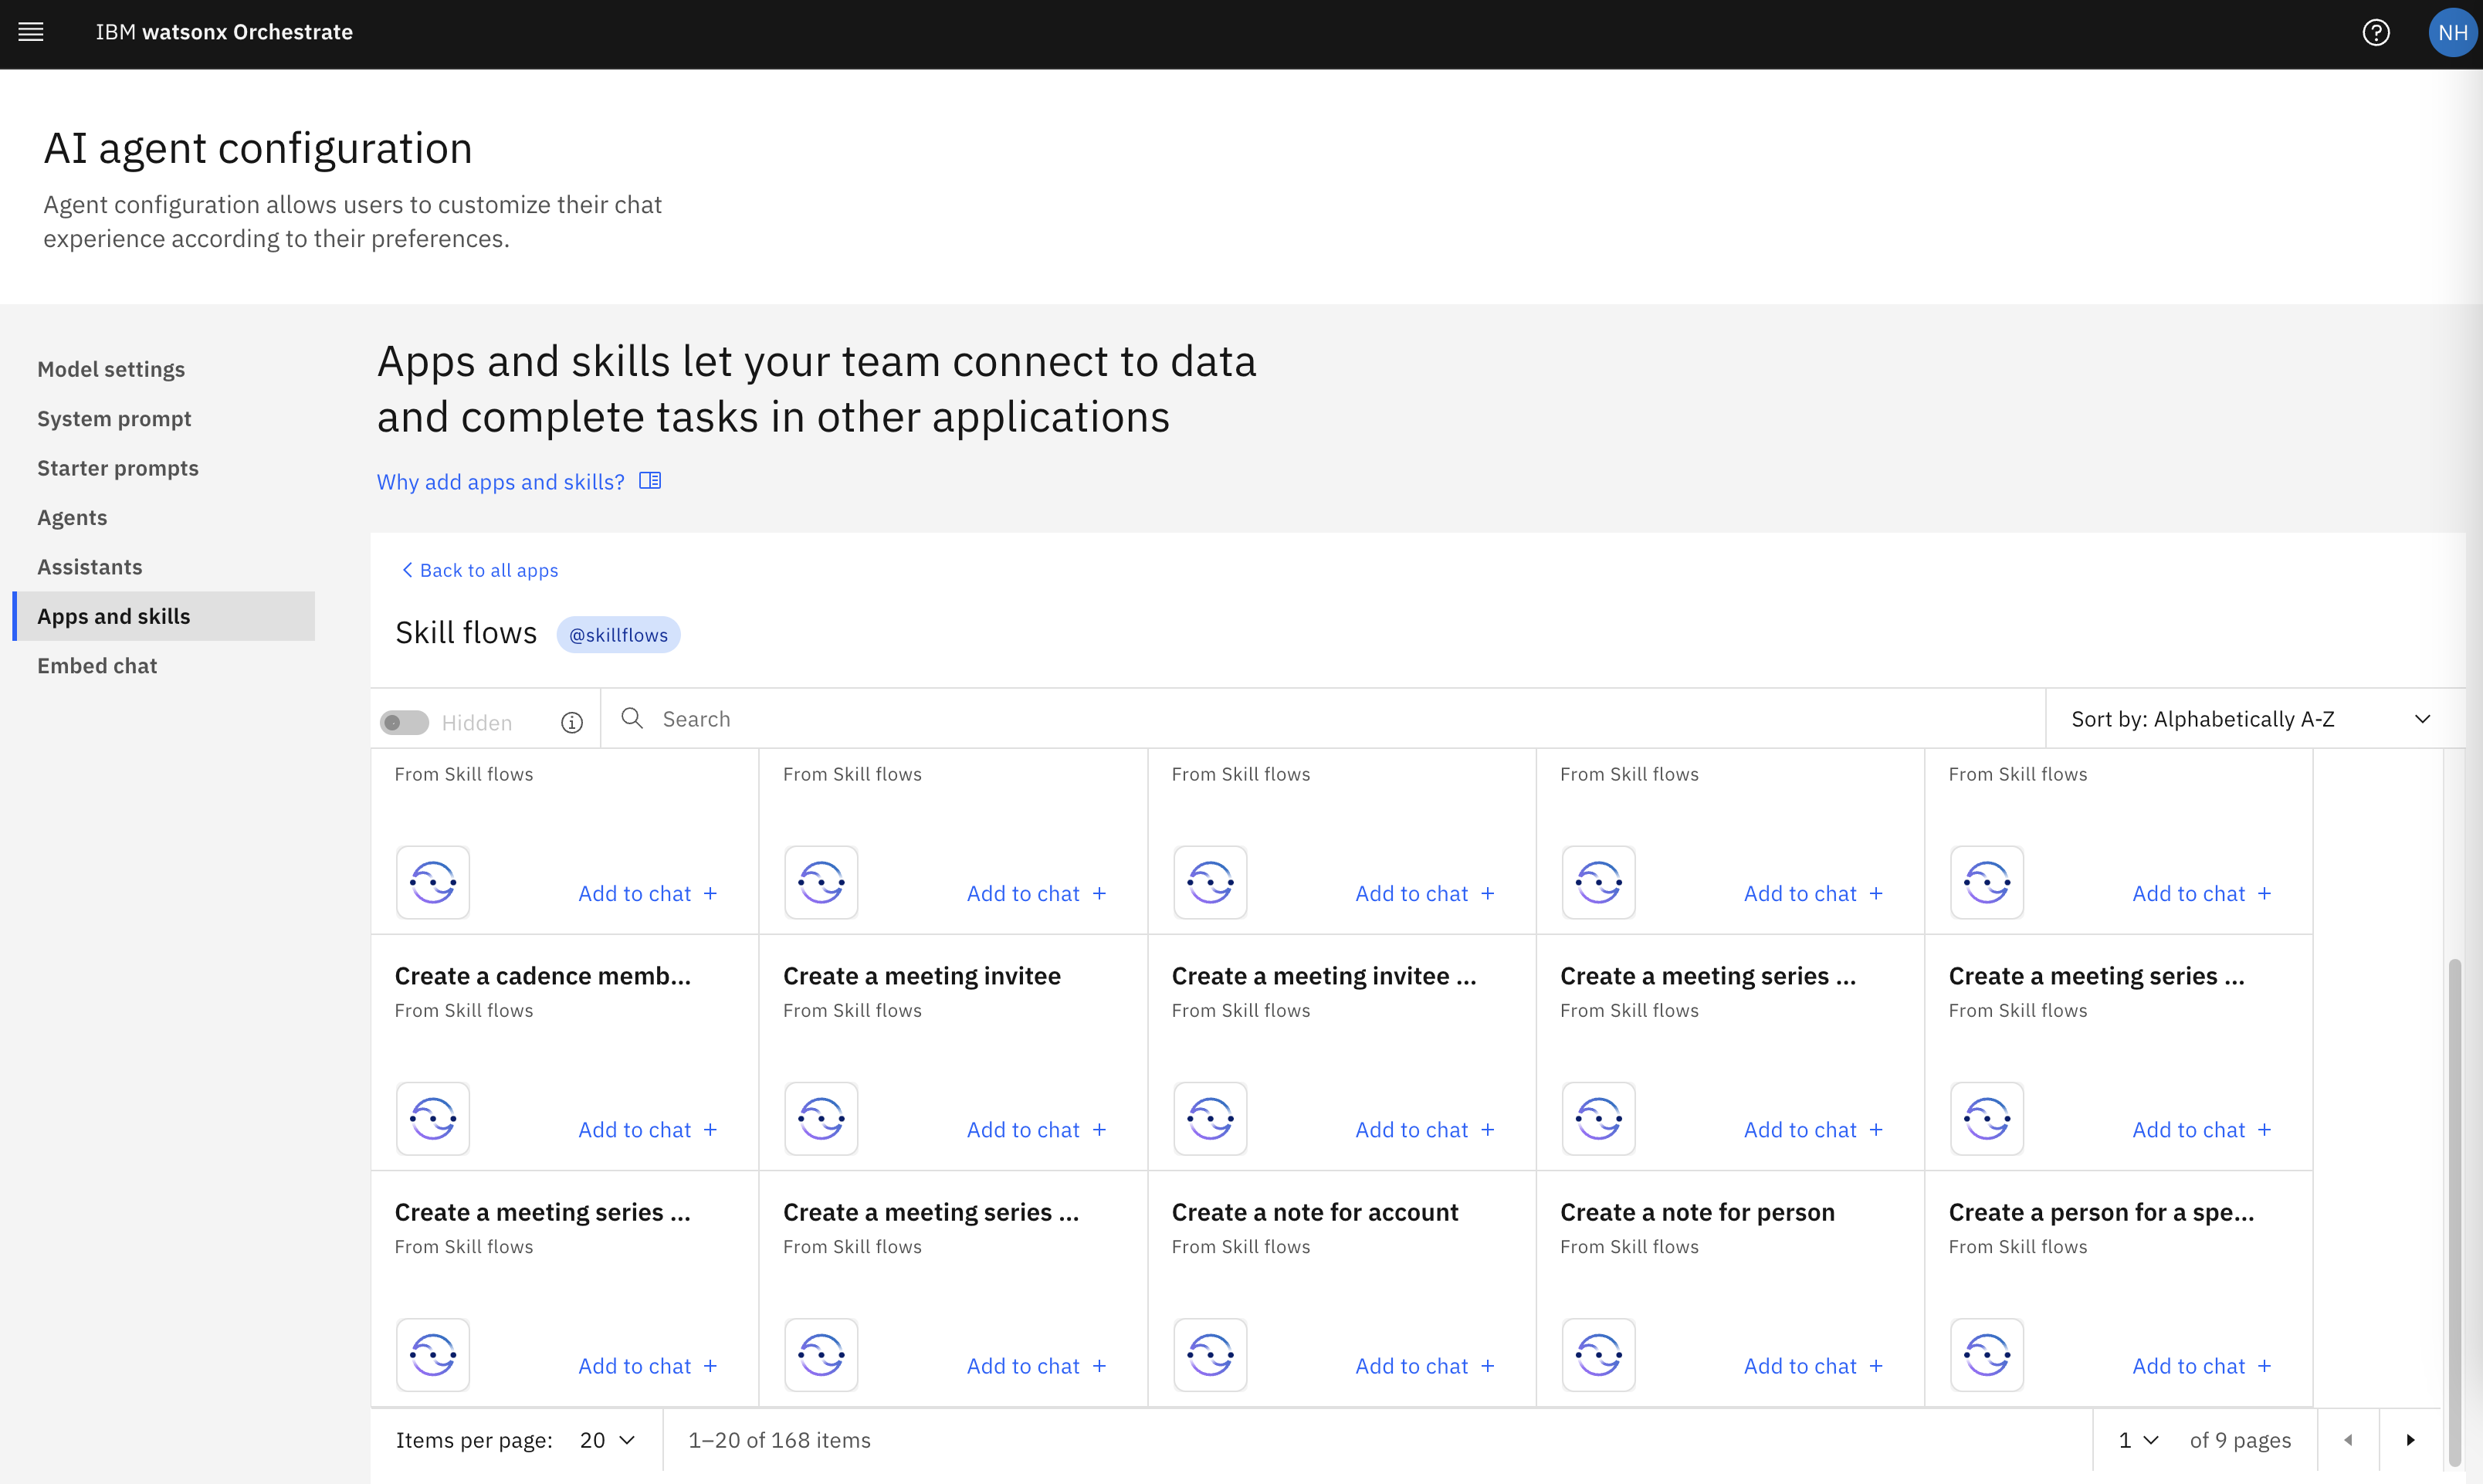 IBM watsonx Orchestrate
NH
AI agent configuration
Agent configuration allows users to customize their chat
experience according to their preferences.
Model settings
System prompt
Starter prompts
Agents
Assistants
Apps and skills
Embed chat
Apps and skills let your team connect to data
and complete tasks in other applications
Why add apps and skills?
Back to all apps
Skill flows @skillflows
Hidden
Search
Sort by: Alphabetically A-Z
From Skill flows
Add to chat +
From Skill flows
Add to chat +
From Skill flows
Add to chat +
From Skill flows
Add to chat +
From Skill flows
Add to chat +
Create a cadence memb...
From Skill flows
Add to chat +
Create a meeting invitee
From Skill flows
Add to chat +
Create a meeting invitee ...
From Skill flows
Add to chat +
Create a meeting series ...
From Skill flows
Add to chat +
Create a meeting series ...
From Skill flows
Add to chat +
Create a meeting series ...
From Skill flows
Add to chat +
Create a meeting series ...
From Skill flows
Add to chat +
Create a note for account
From Skill flows
Add to chat +
Create a note for person
From Skill flows
Add to chat +
Create a person for a spe...
From Skill flows
Add to chat +
Items per page: 20
1–20 of 168 items
1 of 9 pages